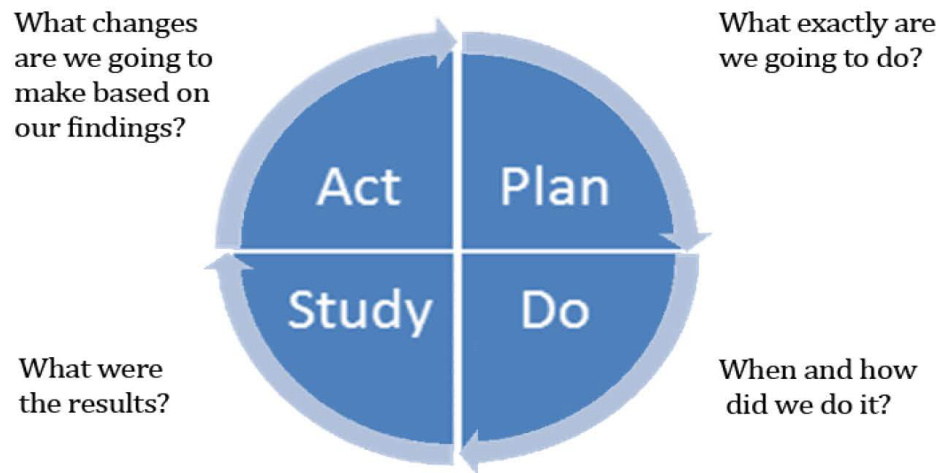 What changes
are we going to
make based on
our findings?
What exactly are
we going to do?
Act
Plan
Study
Do
What were
the results?
When and how
did we do it?